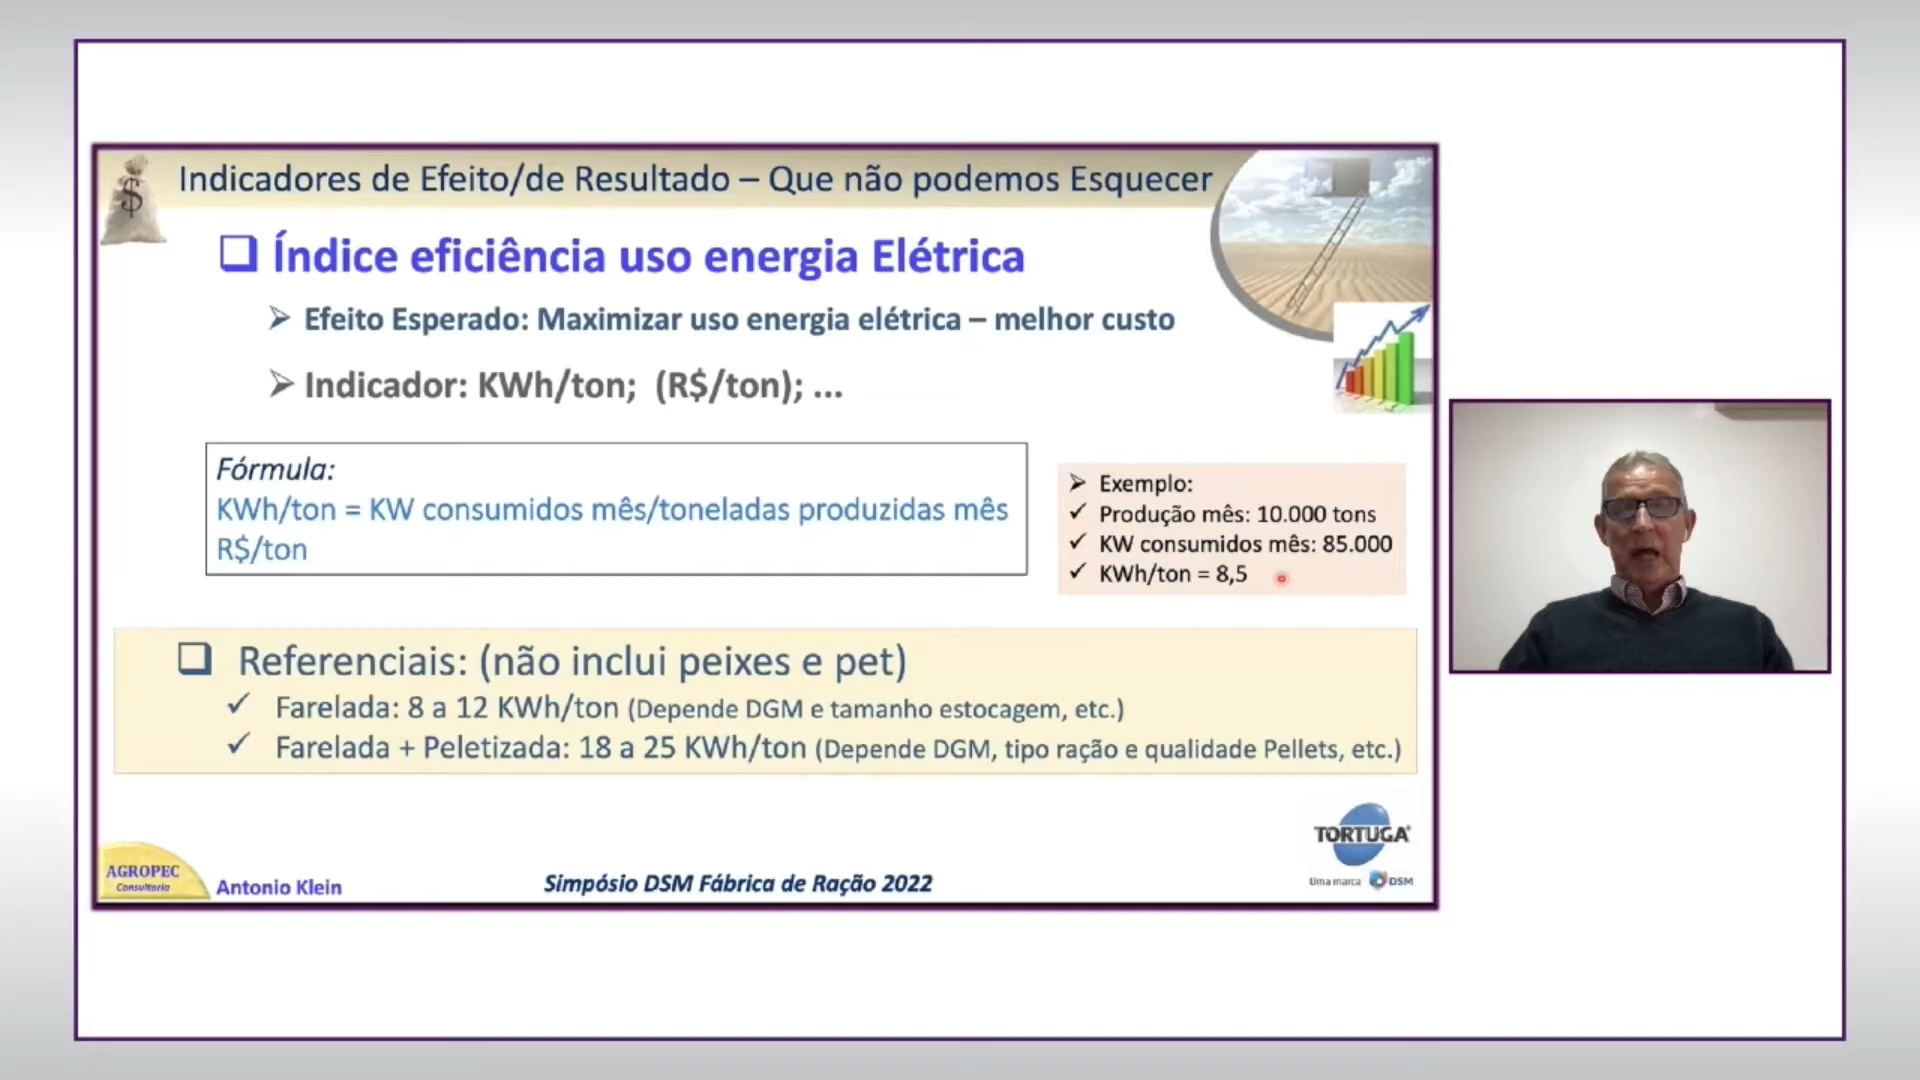 Indicadores de Efeito/de Resultado – Que não podemos Esquecer
$
Índice eficiência uso energia Elétrica
Efeito Esperado: Maximizar uso energia elétrica – melhor custo
Indicador: KWh/ton; (R$/ton); ...
Fórmula:
KWh/ton = KW consumidos mês/toneladas produzidas mês
R$/ton
Exemplo:
Produção mês: 10.000 tons
KW consumidos mês: 85.000
KWh/ton = 8,5
Referenciais: (não inclui peixes e pet)
Farelada: 8 a 12 KWh/ton (Depende DGM e tamanho estocagem, etc.)
Farelada + Peletizada: 18 a 25 KWh/ton (Depende DGM, tipo ração e qualidade Pellets, etc.)
AGROPEC
Consultoria
Antonio Klein
Simpósio DSM Fábrica de Ração 2022
TORTUGA
Uma marca DSM